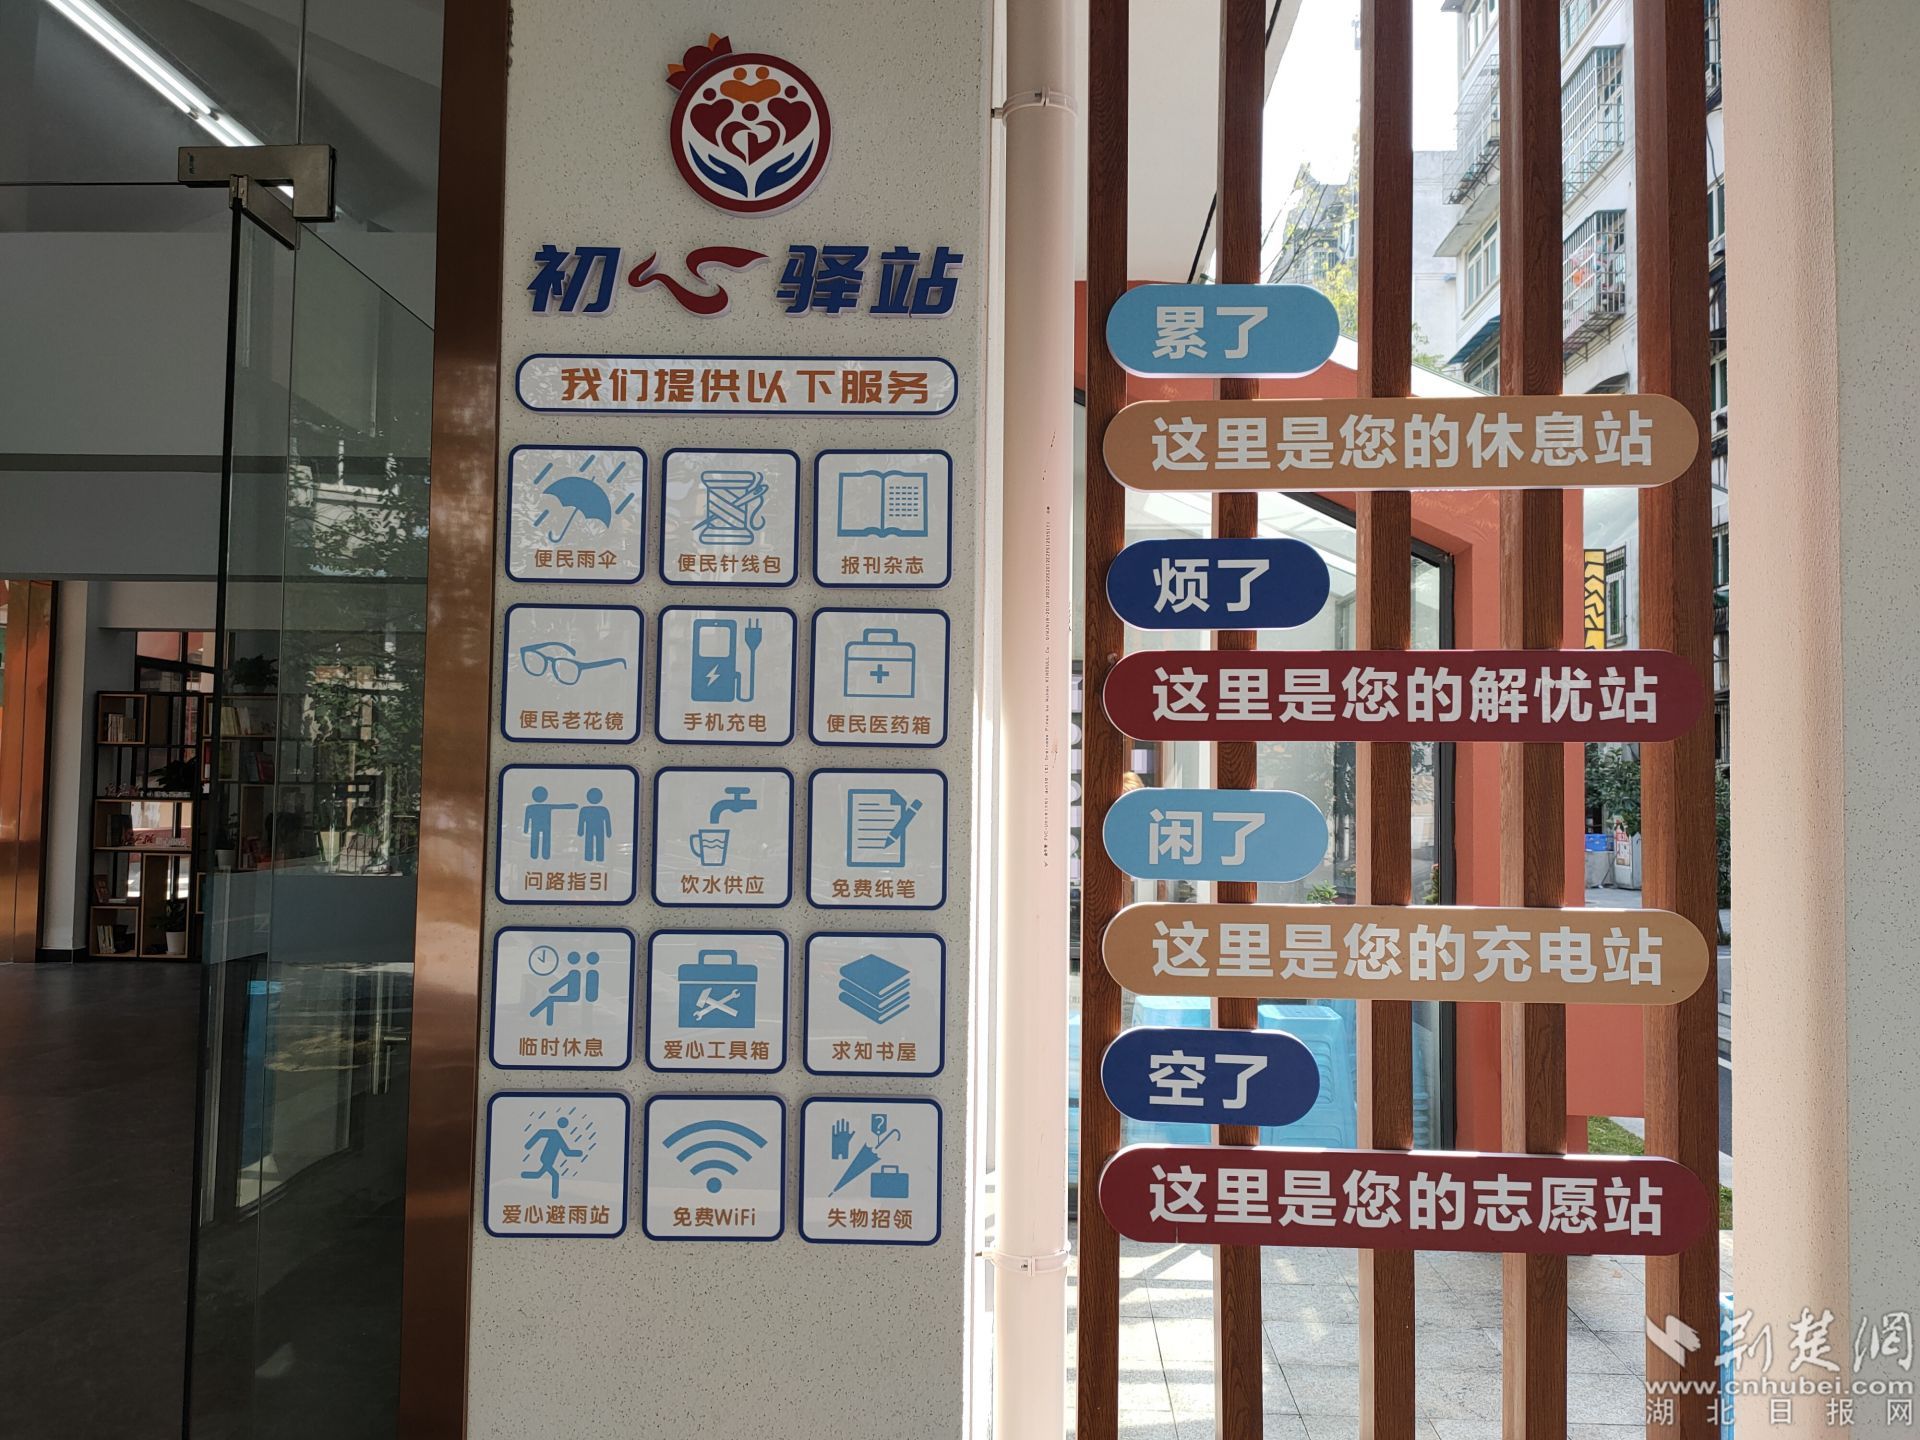 初心驿站
我们提供以下服务
便民雨伞
便民针线包
报刊杂志
便民老花镜
手机充电
便民医药箱
问路指引
饮水供应
免费纸笔
临时休息
爱心工具箱
求知书屋
爱心避雨站
免费WiFi
失物招领
累了
这里是您的休息站
烦了
这里是您的解忧站
闲了
这里是您的充电站
空了
这里是您的志愿站
荆楚網
www.cnhubei.com
湖北日报网